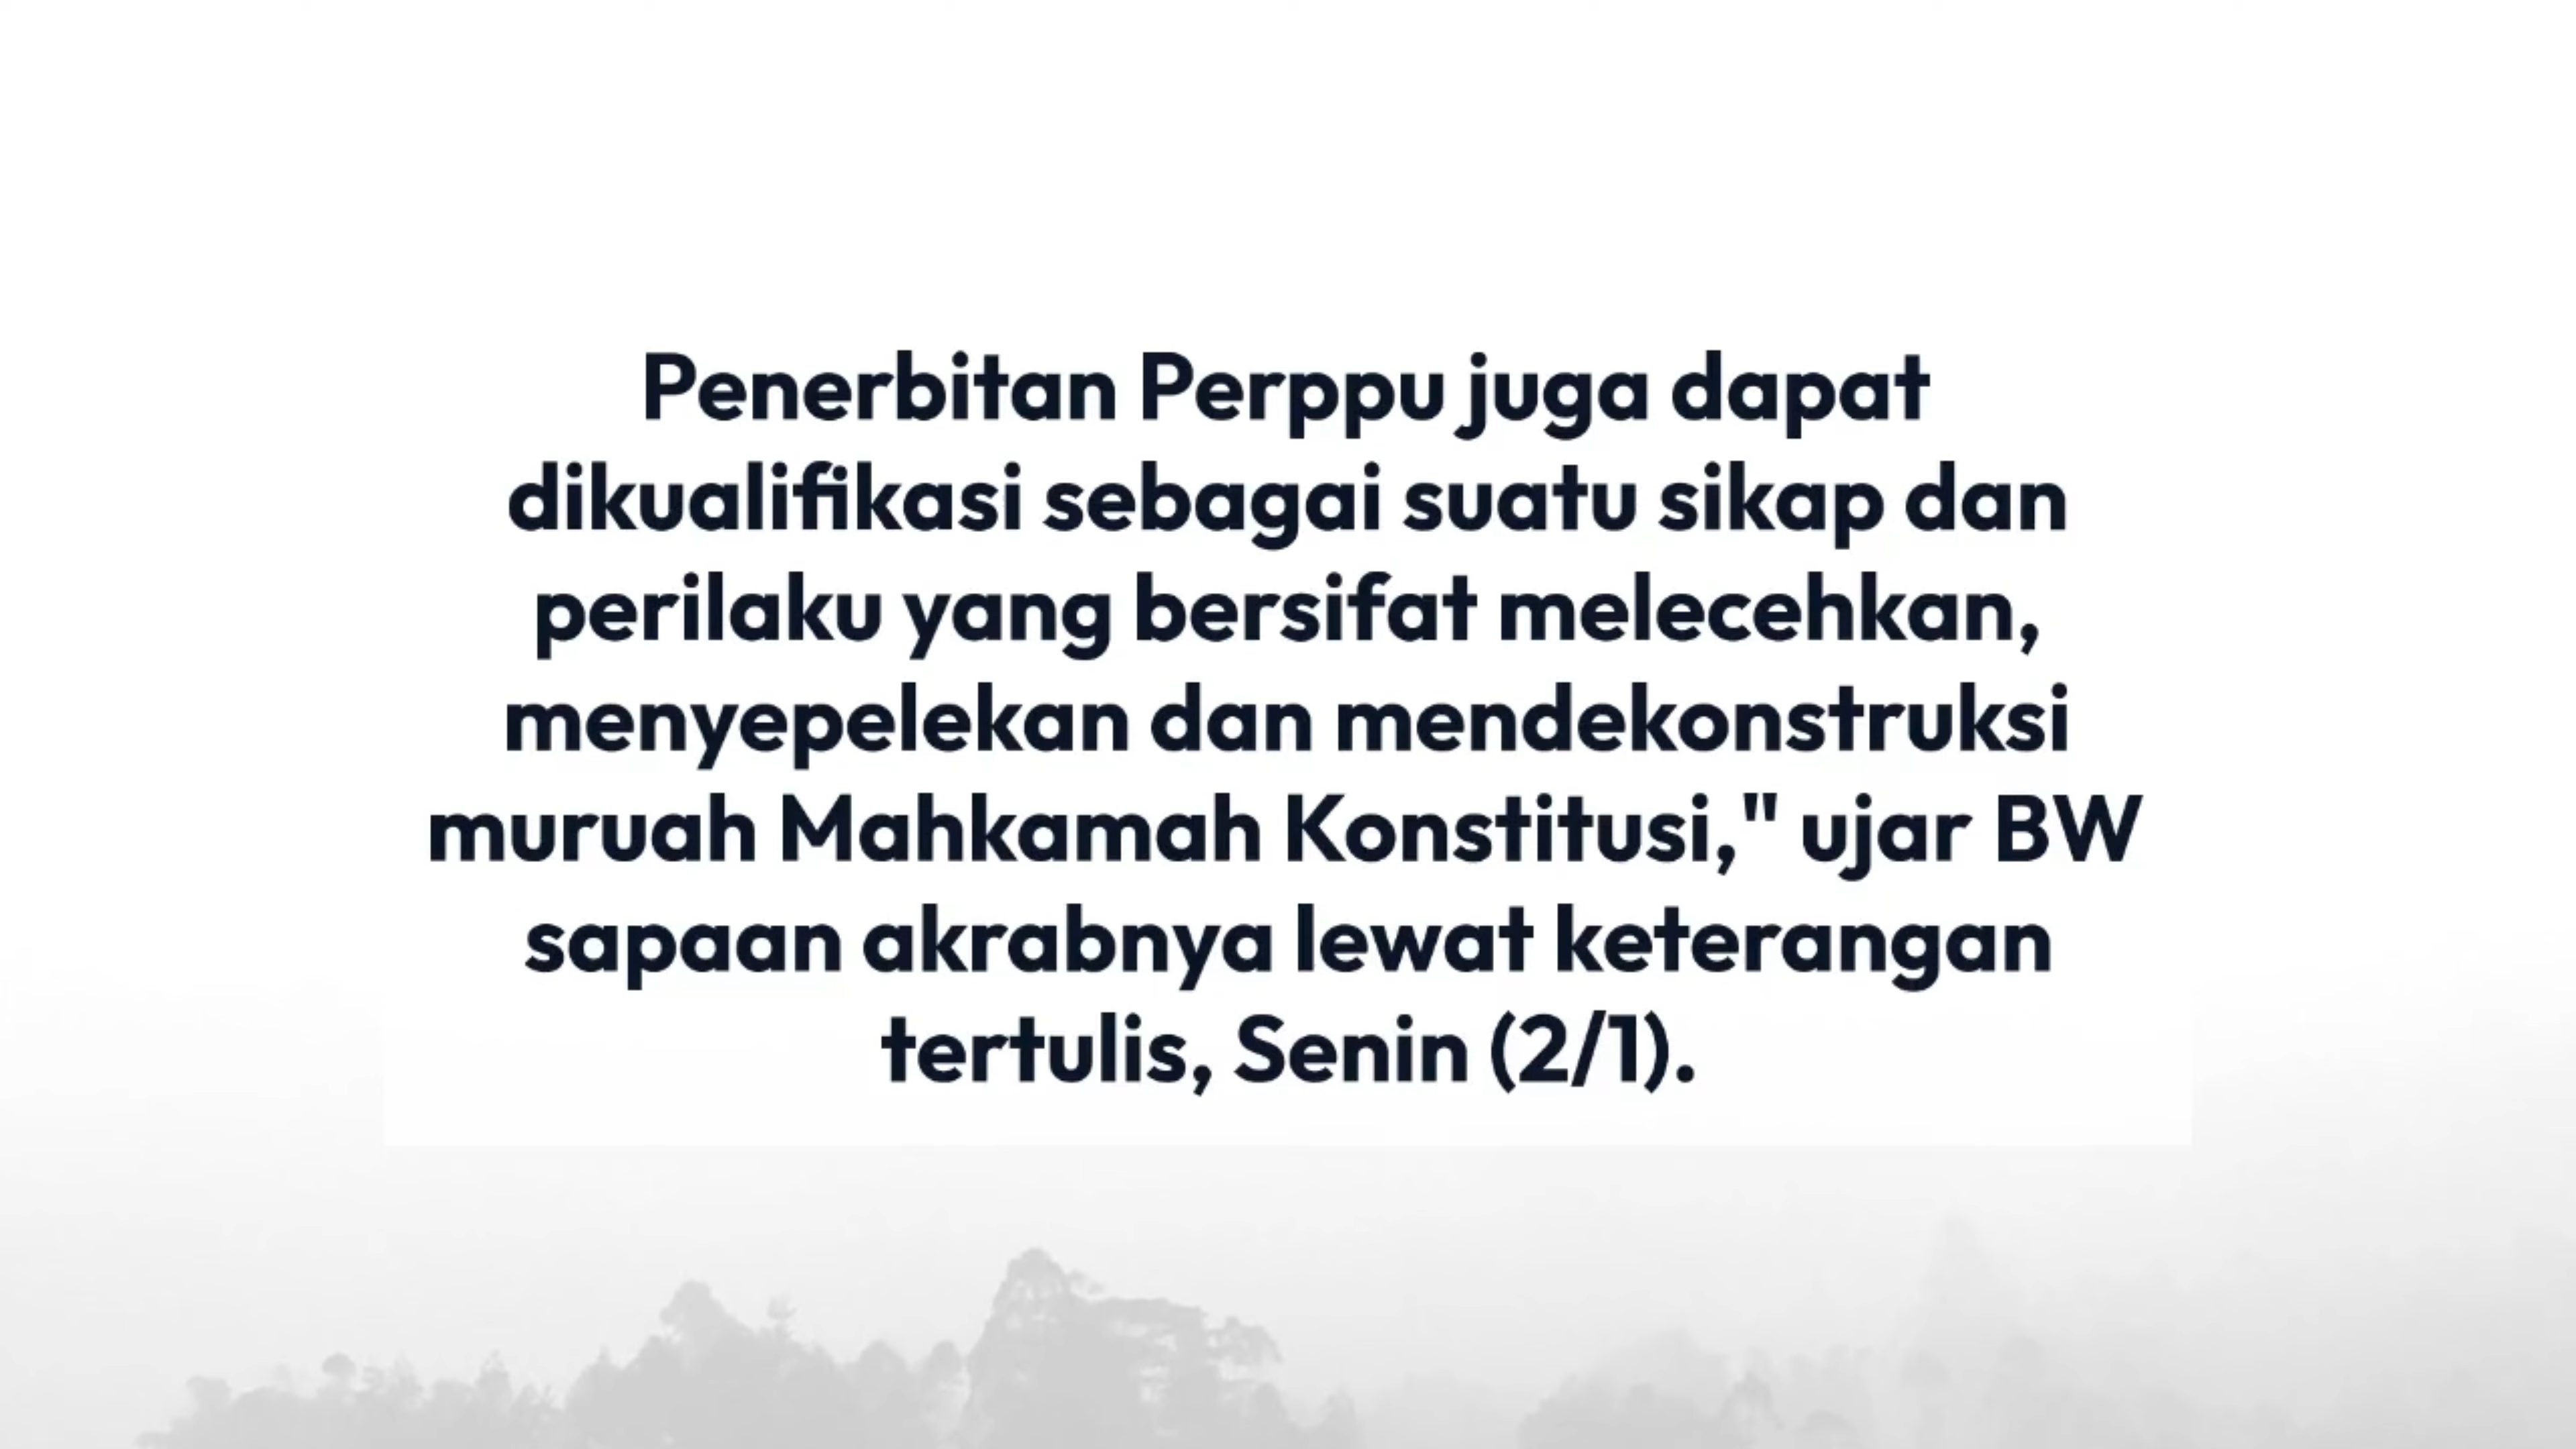 Penerbitan Perppu juga dapat
dikualifikasi sebagai suatu sikap dan
perilaku yang bersifat melecehkan,
menyepelekan dan mendekonstruksi
muruah Mahkamah Konstitusi," ujar BW
sapaan akrabnya lewat keterangan
tertulis, Senin (2/1).